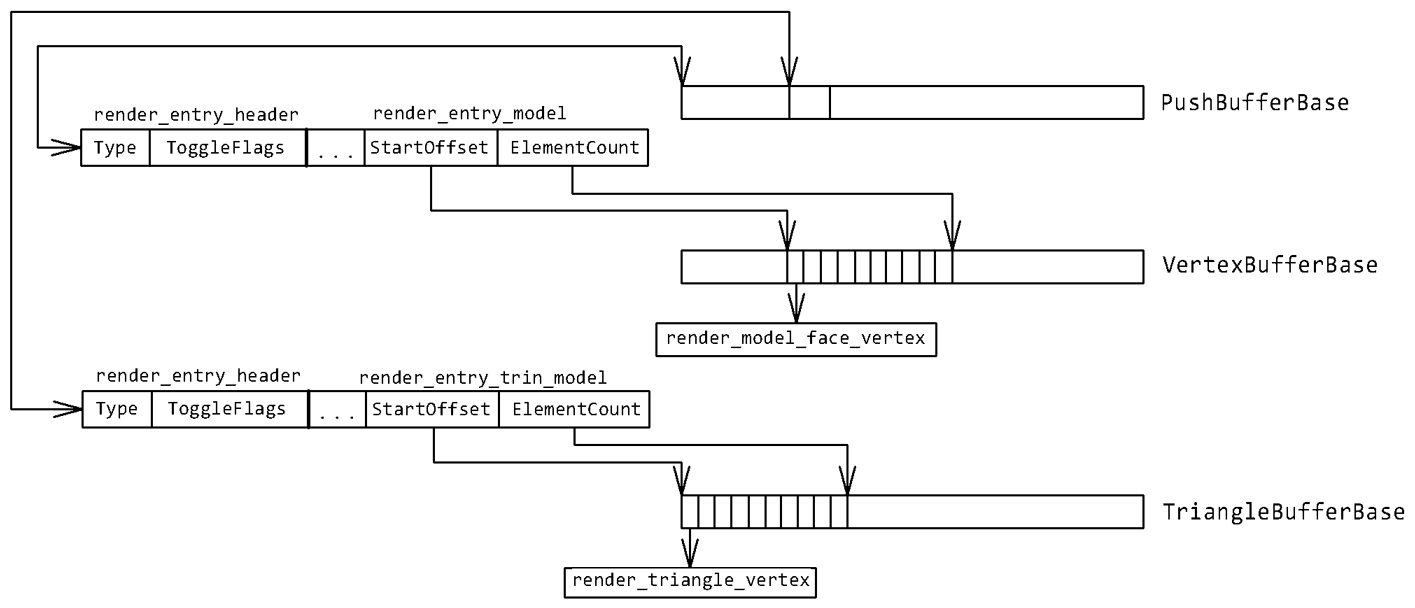 PushBufferBase
render_entry_header render_entry_model
Type ToggleFlags ... StartOffset ElementCount
VertexBufferBase
render_model_face_vertex
render_entry_header render_entry_trin_model
Type ToggleFlags ... StartOffset ElementCount
TriangleBufferBase
render_triangle_vertex